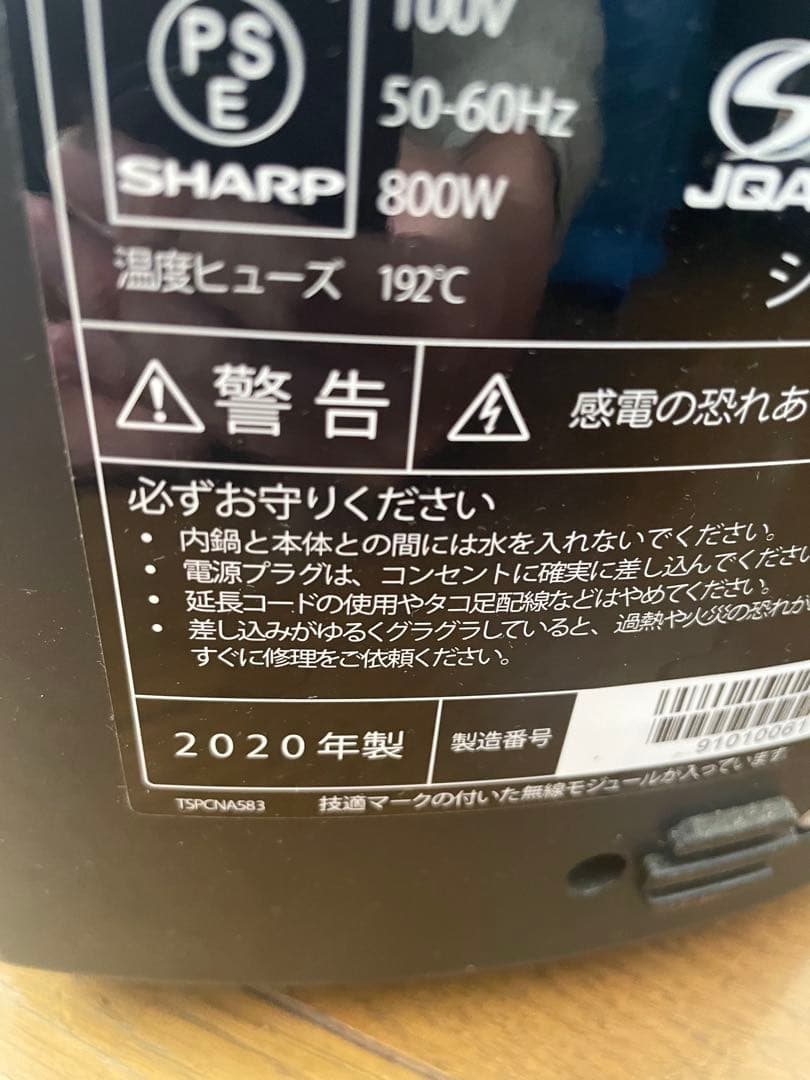 PS
E
SHARP
100V
50-60Hz
800W
JQA
温度ヒューズ 192℃
シ
警告
感電の恐れあ
必ずお守りください
・ 内鍋と本体との間には水を入れないでください。
・ 電源プラグは、コンセントに確実に差し込んでください
・ 延長コードの使用やタコ足配線などはやめてください。
・ 差し込みがゆるくグラグラしていると、過熱や火災の恐れが
すぐに修理をご依頼ください。
2020年製
製造番号
9101006
TSPCNA583
技適マークの付いた無線モジュールが入っています